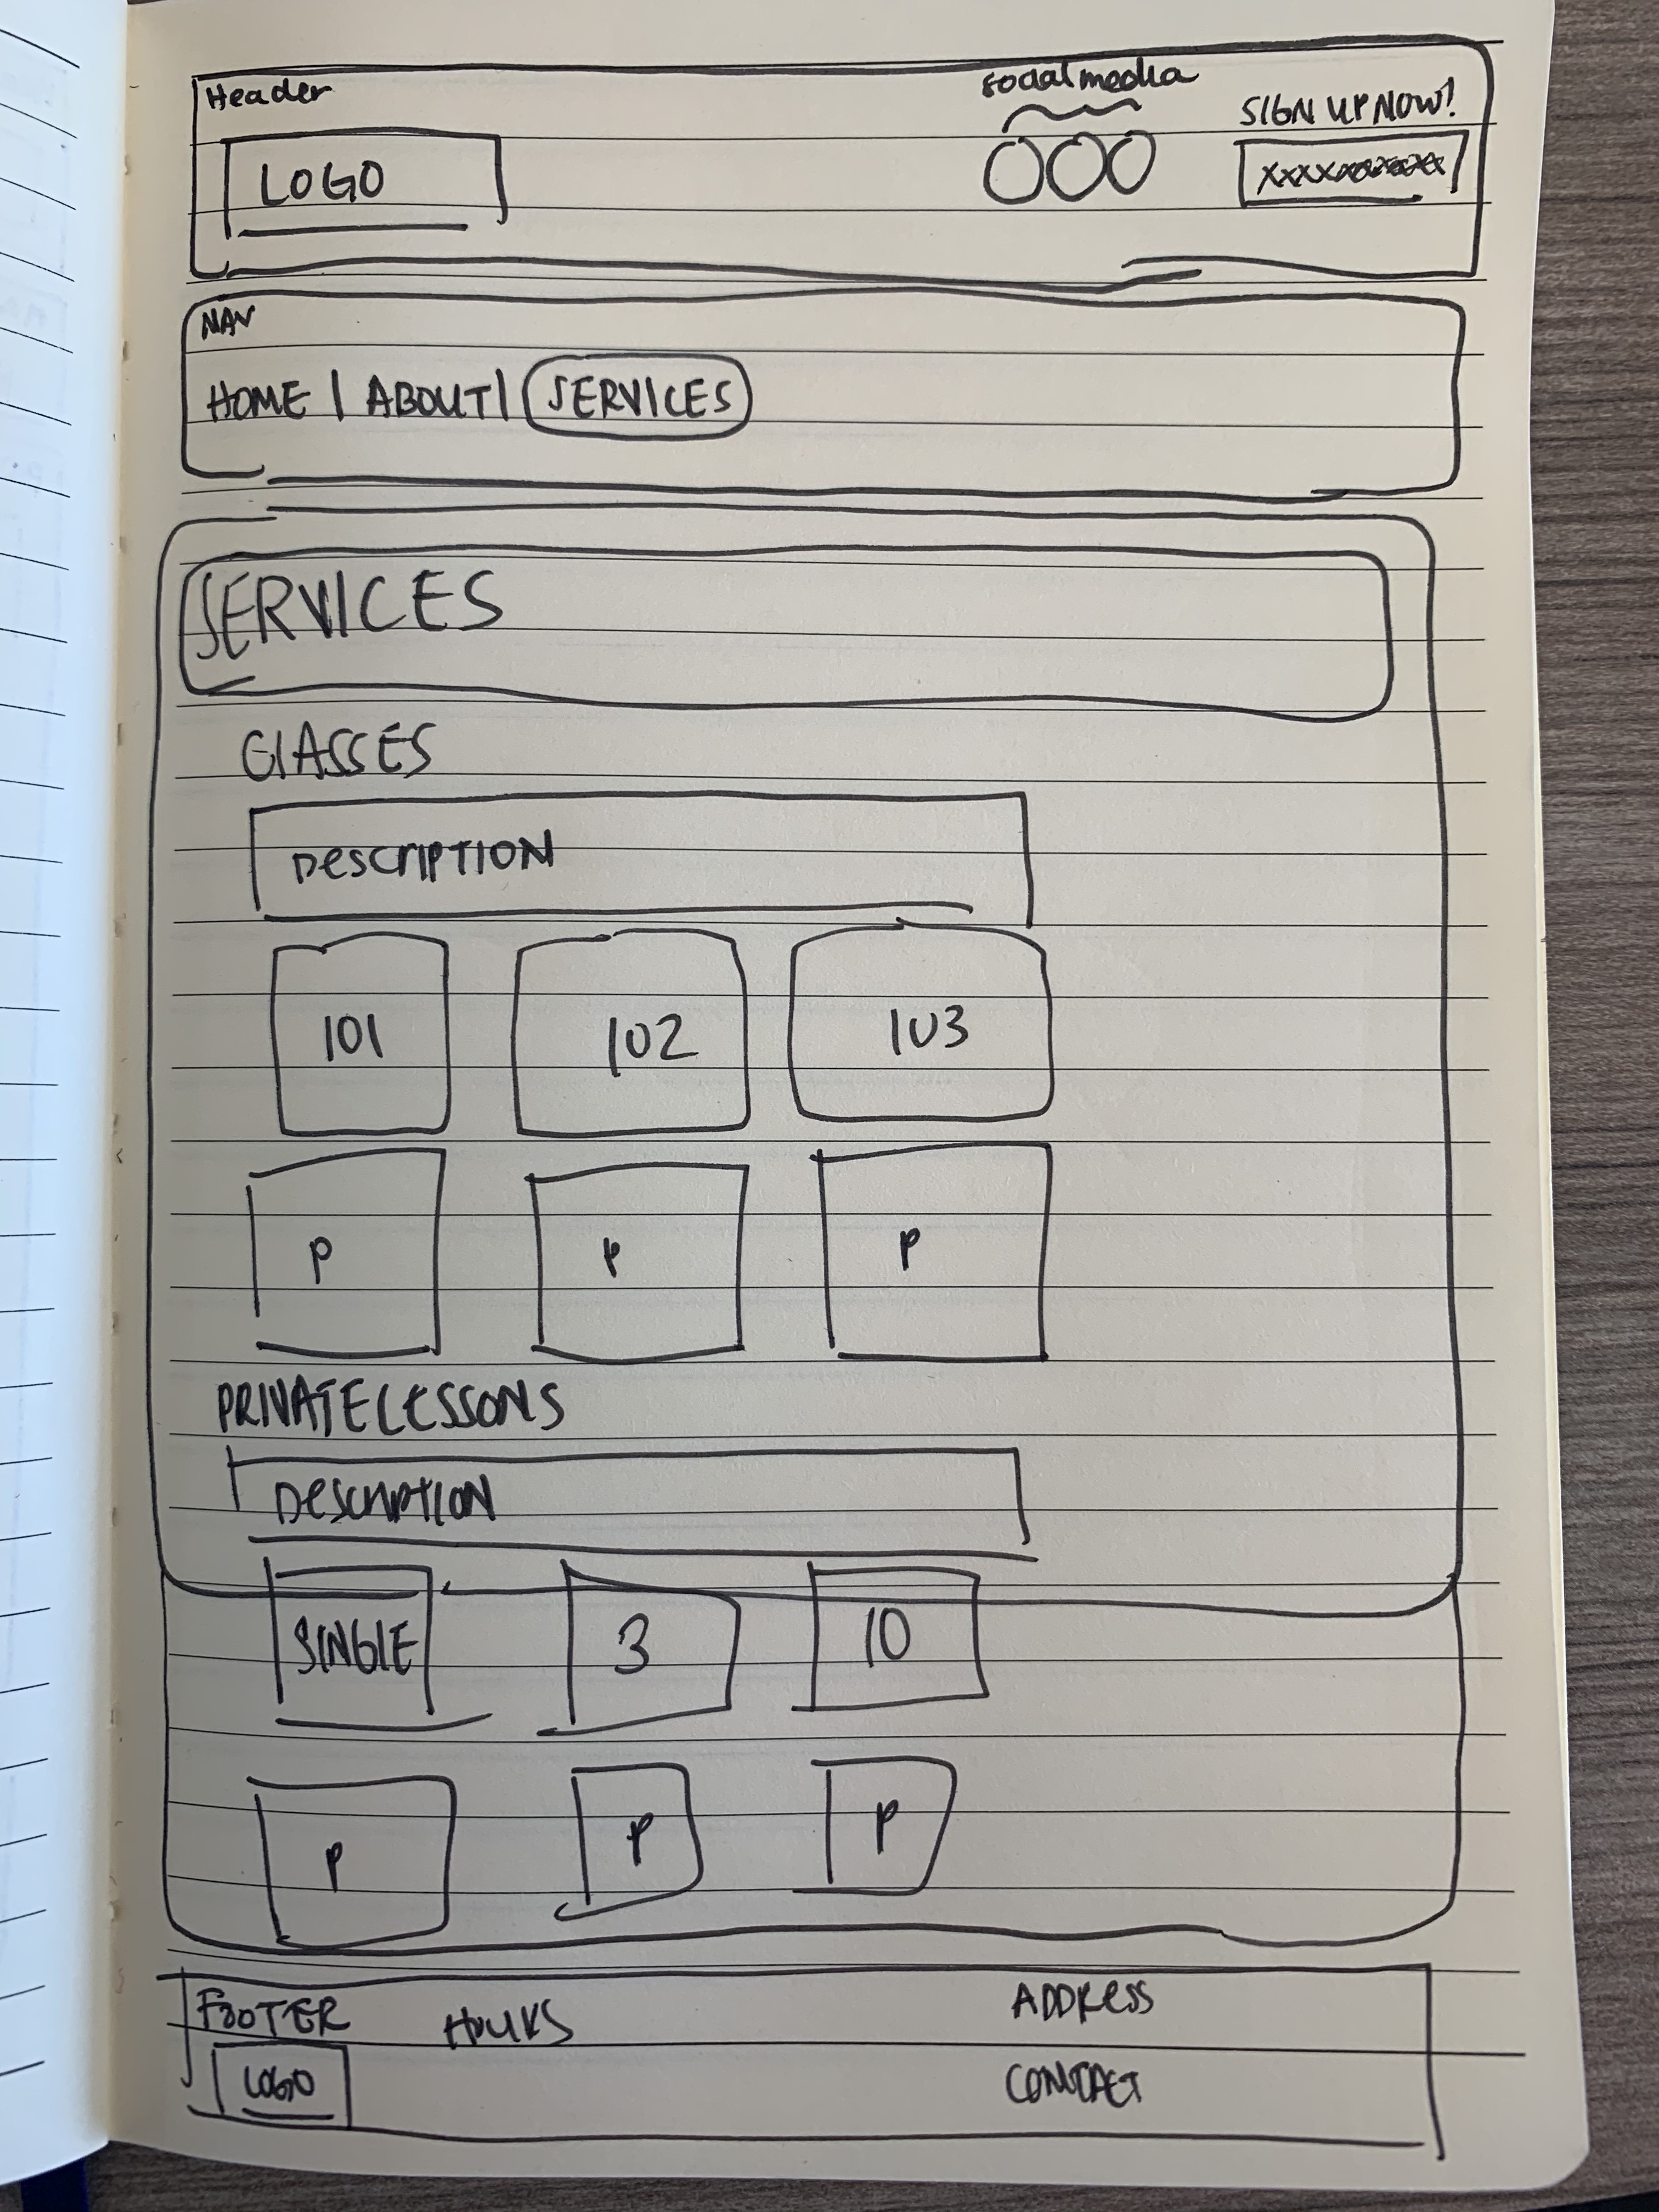 Header
social media
SIGN UP NOW!
LOGO
XXXXXXXXXXX
NAV
HOME | ABOUT | SERVICES
SERVICES
ClASSES
DescrIPTION
101 102 103
P P P
PRIVATE LESSONS
DescrIPTION
SINGlE 3 10
P P P
FOOTER HOURS ADDRess
LOGO CONTACT